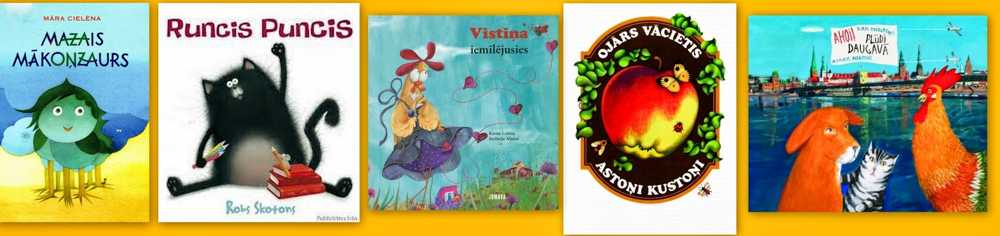 MĀRA CIELĒNA
MAZAIS
MĀKOŅZAURS
RUNCIS PUNCIS
Robs Skotons
Publicitātes foto
Vistiņa
iemīlējusies
Karine Lorēna
Stefānija Alastra
JUMAVA
OJĀRS VĀCIETIS
ASTOŅI KUSTOŅI
JURIS ZVIRGZDIŅŠ
AHOI! PLŪDI
DAUGAVĀ
ALEKSEJS NAUMOVS